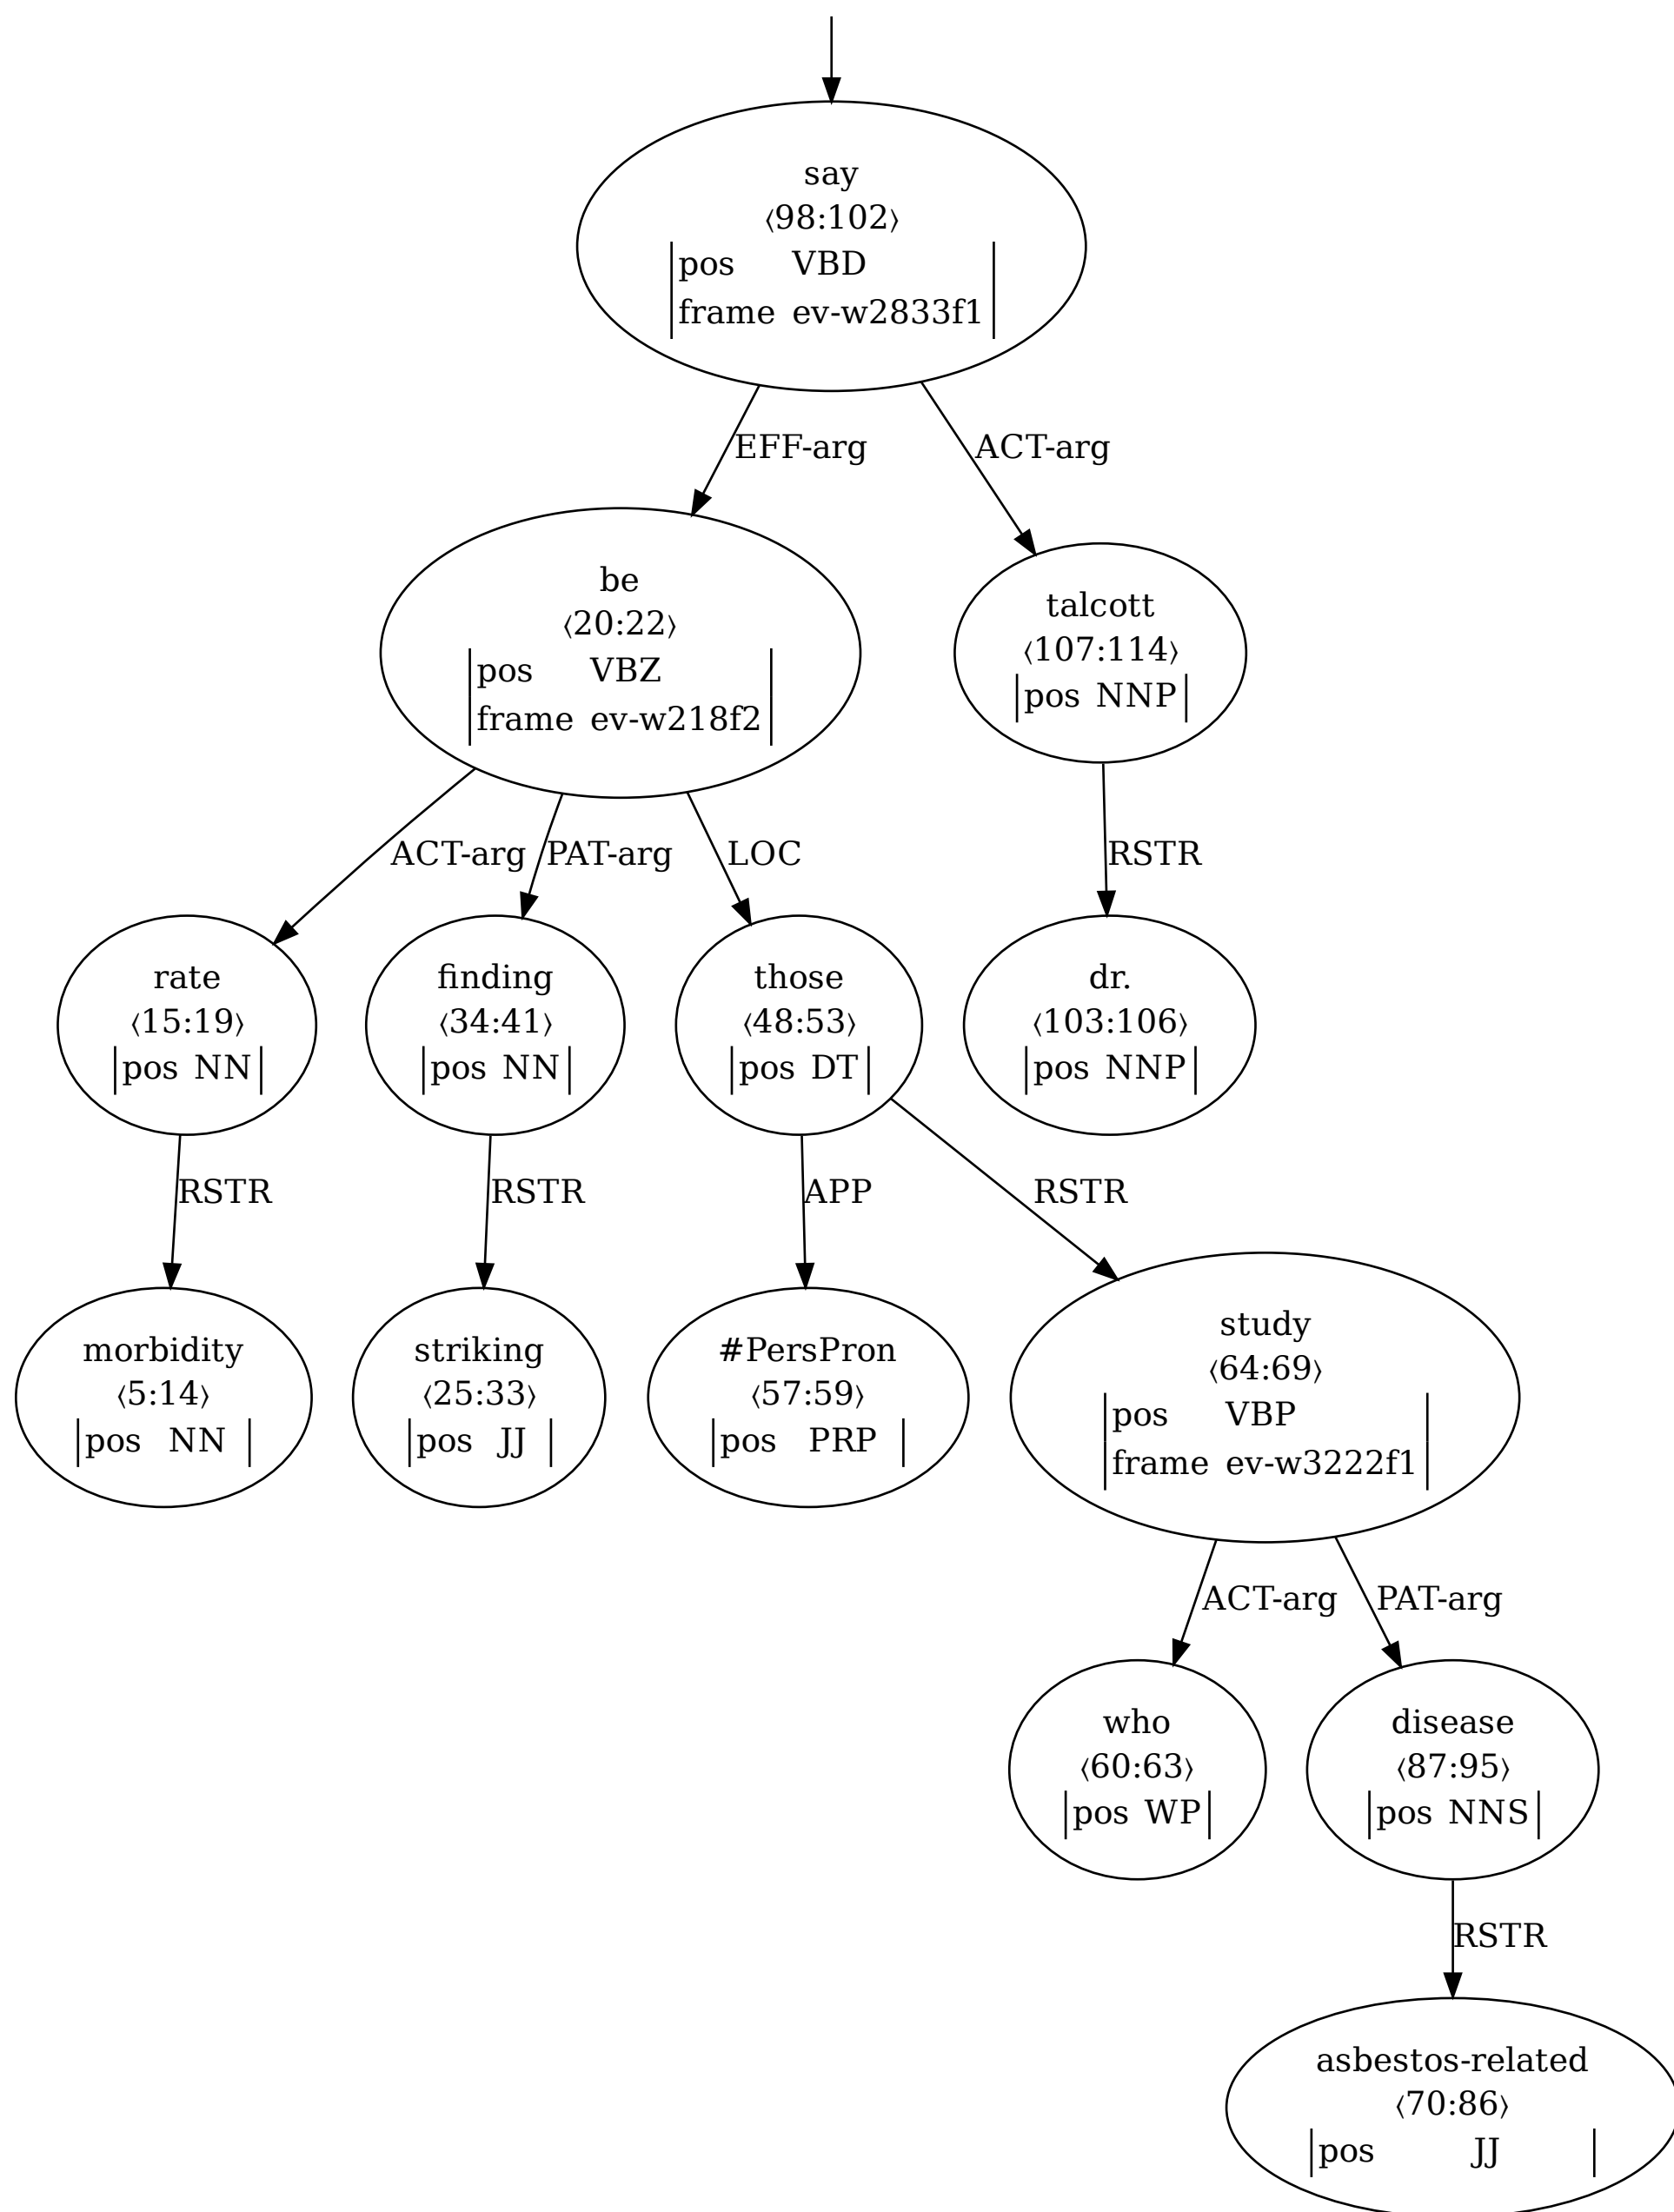 say
⟨98:102⟩
pos VBD
frame ev-w2833f1
EFF-arg
ACT-arg
be
⟨20:22⟩
pos VBZ
frame ev-w218f2
talcott
⟨107:114⟩
pos NNP
ACT-arg
PAT-arg
LOC
RSTR
rate
⟨15:19⟩
pos NN
finding
⟨34:41⟩
pos NN
those
⟨48:53⟩
pos DT
dr.
⟨103:106⟩
pos NNP
RSTR
RSTR
APP
RSTR
morbidity
⟨5:14⟩
pos NN
striking
⟨25:33⟩
pos JJ
#PersPron
⟨57:59⟩
pos PRP
study
⟨64:69⟩
pos VBP
frame ev-w3222f1
ACT-arg
PAT-arg
who
⟨60:63⟩
pos WP
disease
⟨87:95⟩
pos NNS
RSTR
asbestos-related
⟨70:86⟩
pos JJ